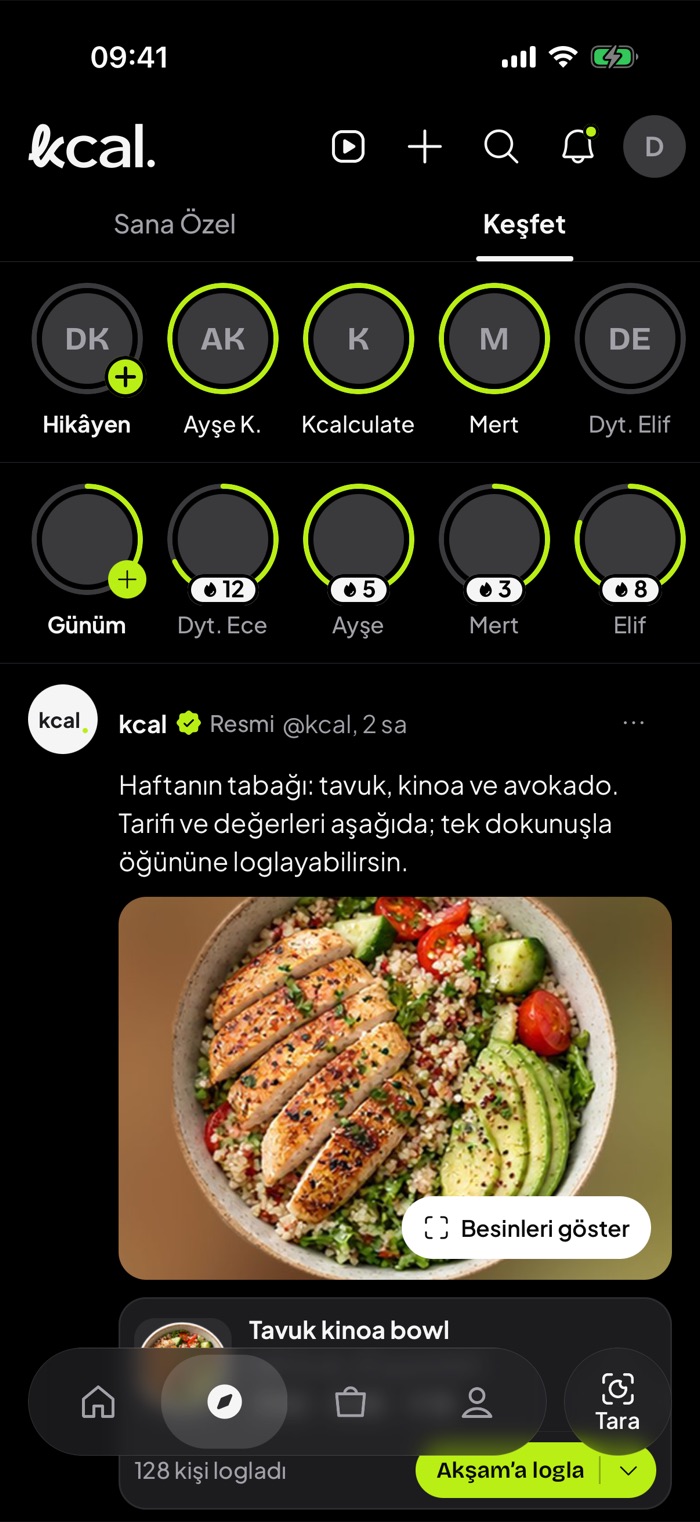 09:41
kcal.
D
Sana Özel
Keşfet
DK
AK
K
M
DE
Hikâyen
Ayşe K.
Kcalculate
Mert
Dyt. Elif
12
5
3
8
Günüm
Dyt. Ece
Ayşe
Mert
Elif
kcal.
kcal Resmi @kcal, 2 sa
Haftanın tabağı: tavuk, kinoa ve avokado.
Tarifi ve değerleri aşağıda; tek dokunuşla
öğününe loglayabilirsin.
Besinleri göster
Tavuk kinoa bowl
Tara
128 kişi logladı
Akşam'a logla